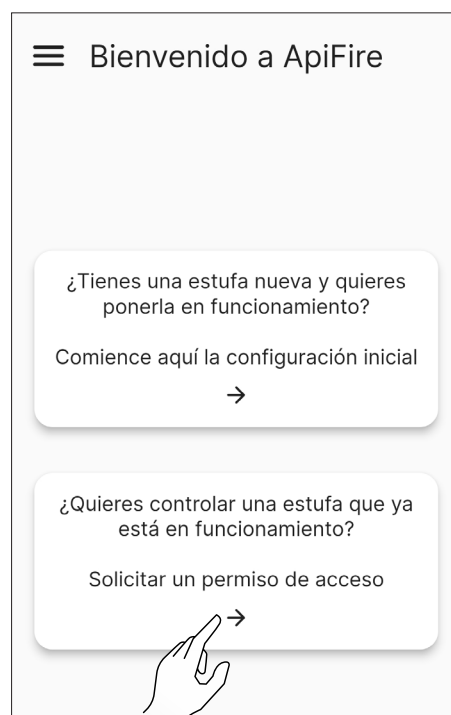 Bienvenido a ApiFire
¿Tienes una estufa nueva y quieres
ponerla en funcionamiento?
Comience aquí la configuración inicial
¿Quieres controlar una estufa que ya
está en funcionamiento?
Solicitar un permiso de acceso